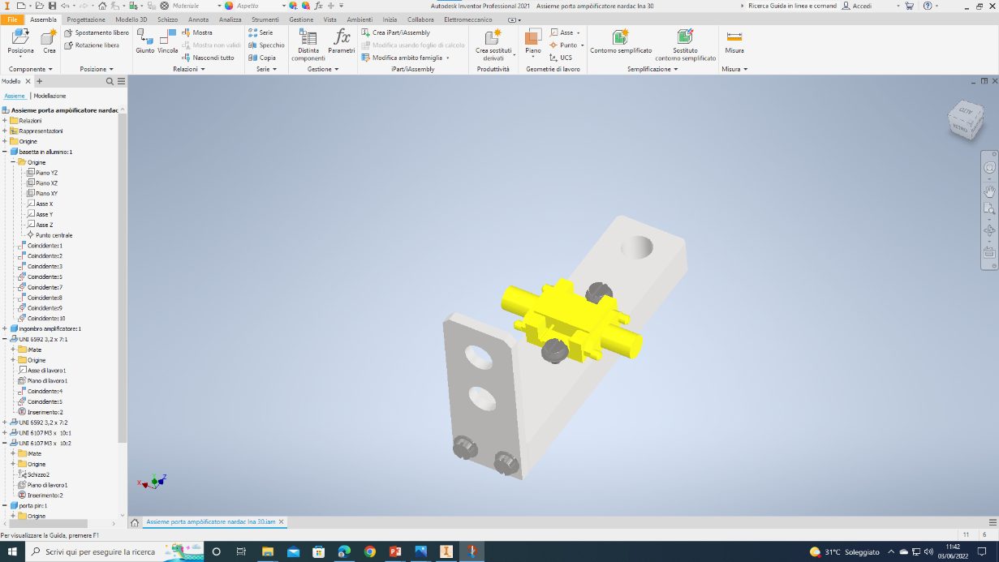 Materiale
Aspetto
Autodesk Inventor Professional 2021 Assieme porta ampòificatore nardac lna 30
Ricerca Guida in linea e comand
Accedi
File Assembla Progettazione Modello 3D Schizzo Annota Analizza Strumenti Gestione Vista Ambienti Inizia Collabora Elettromeccanico
Posiziona
Crea
Spostamento libero
Rotazione libera
Giunto
Vincola
Mostra
Mostra non validi
Nascondi tutto
Serie
Specchio
Copia
Distinta
componenti
Parametri
Crea iPart/iAssembly
Modifica usando foglio di calcolo
Modifica ambito famiglia
Crea sostituti
derivati
Piano
Asse
Punto
UCS
Contorno semplificato
Sostituto
contorno semplificato
Misura
Componente Posizione Relazioni Serie Gestione iPart/iAssembly Produttività Geometrie di lavoro Semplificazione Misura
Modello
Assieme | Modellazione
Assieme porta ampòificatore nardac
Relazioni
Rappresentazioni
Origine
basetta in alluminio:1
Origine
Piano YZ
Piano XZ
Piano XY
Asse X
Asse Y
Asse Z
Punto centrale
Coincidente:1
Coincidente:2
Coincidente:3
Coincidente:5
Coincidente:7
Coincidente:8
Coincidente:9
Coincidente:10
ingombro amplificatore:1
UNI 6592 3,2 x 7:1
iMate
Origine
Asse di lavoro1
Piano di lavoro1
Coincidente:4
Coincidente:5
Inserimento:2
UNI 6592 3,2 x 7:2
UNI 6107 M3 x 10:1
UNI 6107 M3 x 10:2
iMate
Origine
Schizzo2
Piano di lavoro1
Inserimento:2
porta pin:1
Origine
ALTO
RETRO
X
Y
Z
Assieme porta ampòificatore nardac lna 30.iam
Per visualizzare la Guida, premere F1
11 6
Scrivi qui per eseguire la ricerca
31°C Soleggiato
11:42
03/06/2022